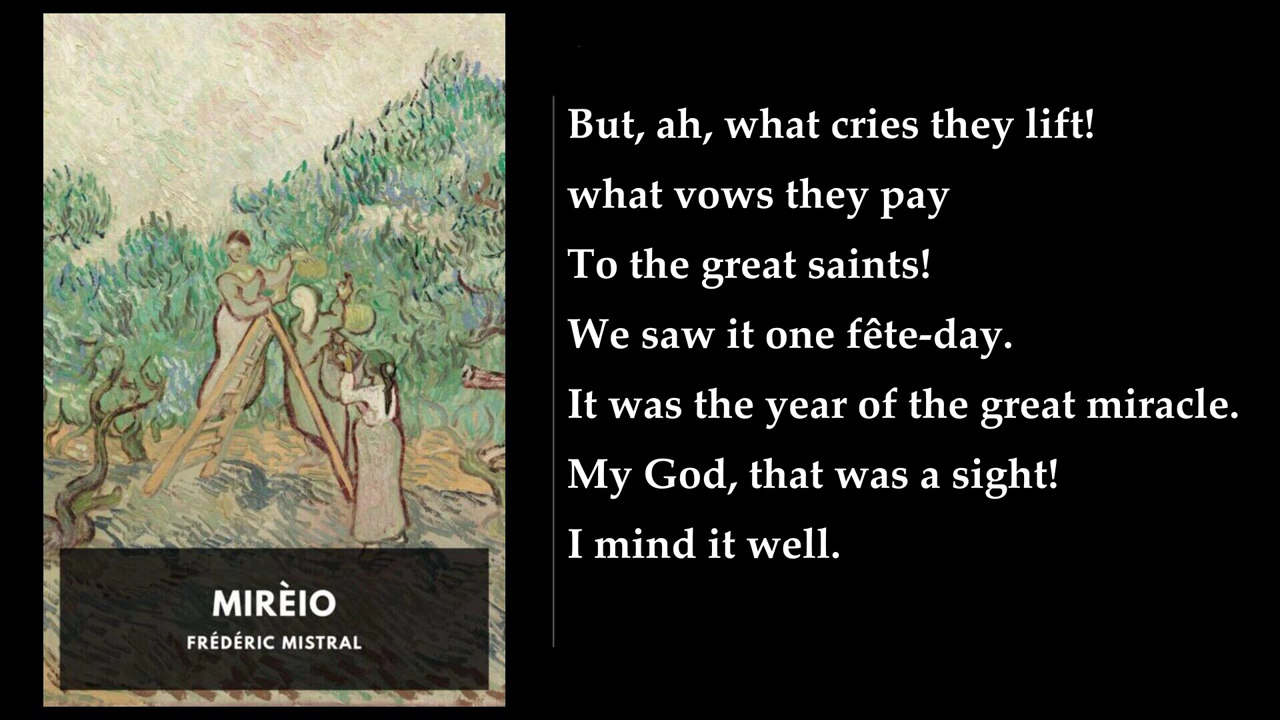 MIRÈIO
FRÉDÉRIC MISTRAL
But, ah, what cries they lift!
what vows they pay
To the great saints!
We saw it one fête-day.
It was the year of the great miracle.
My God, that was a sight!
I mind it well.